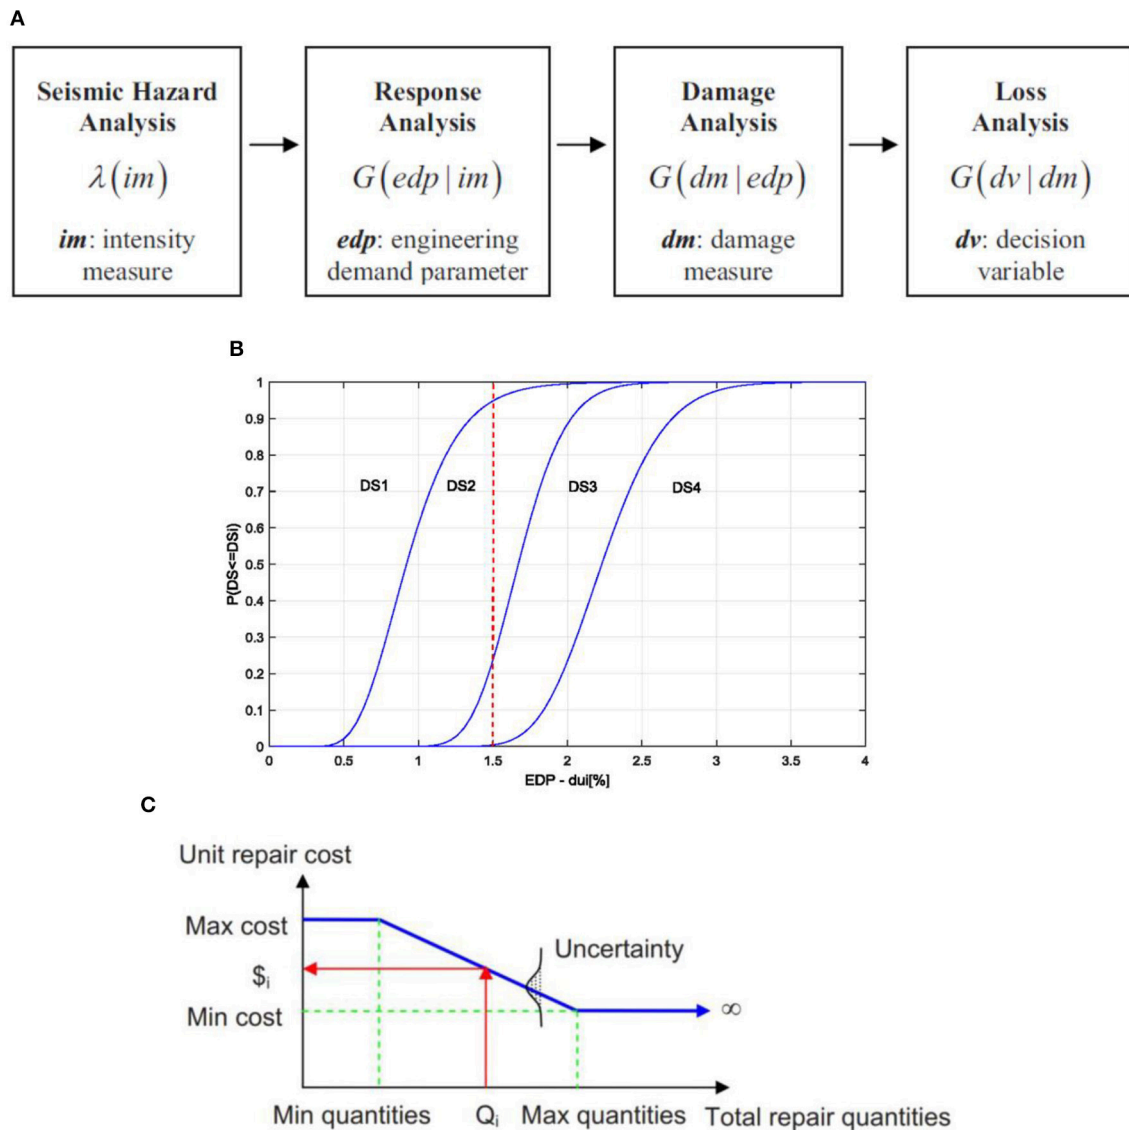 A
Seismic Hazard
Analysis
λ(im)
im: intensity
measure
Response
Analysis
G(edp | im)
edp: engineering
demand parameter
Damage
Analysis
G(dm | edp)
dm: damage
measure
Loss
Analysis
G(dv | dm)
dv: decision
variable
B
1
0.9
0.8
0.7
0.6
0.5
0.4
0.3
0.2
0.1
0
P(DS<=DSi)
DS1
DS2
DS3
DS4
0 0.5 1 1.5 2 2.5 3 3.5 4
EDP - dui[%]
C
Unit repair cost
Max cost
Uncertainty
$i
Min cost
∞
Min quantities Qi Max quantities Total repair quantities